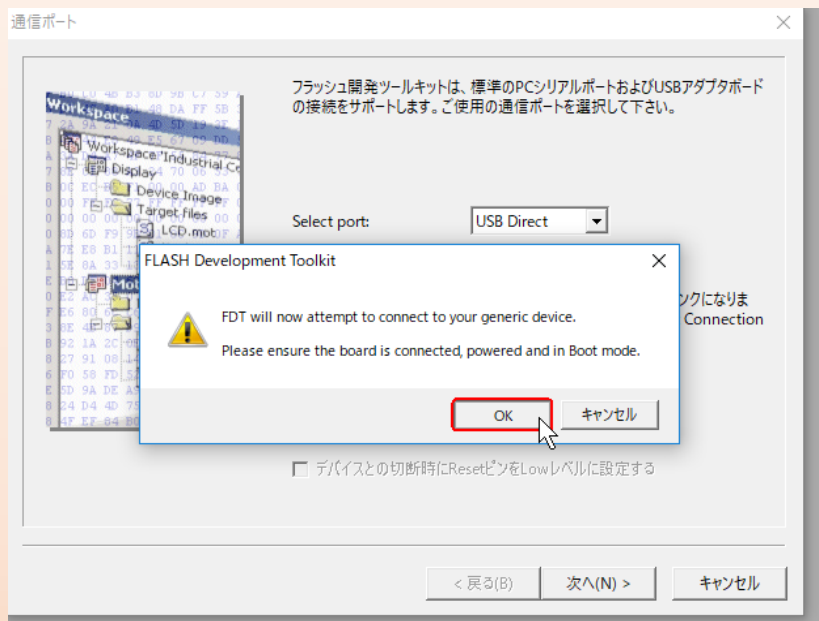 通信ポート
フラッシュ開発ツールキットは、標準のPCシリアルポートおよびUSBアダプタボード
の接続をサポートします。ご使用の通信ポートを選択して下さい。
Workspace
Workspace 'Industrial Co
Display
Device Image
Target files
LCD.mot
Mot
Select port:
USB Direct
ンクになりま
Connection
FLASH Development Toolkit
FDT will now attempt to connect to your generic device.
Please ensure the board is connected, powered and in Boot mode.
OK
キャンセル
デバイスとの切断時にResetピンをLowレベルに設定する
< 戻る(B)
次へ(N) >
キャンセル